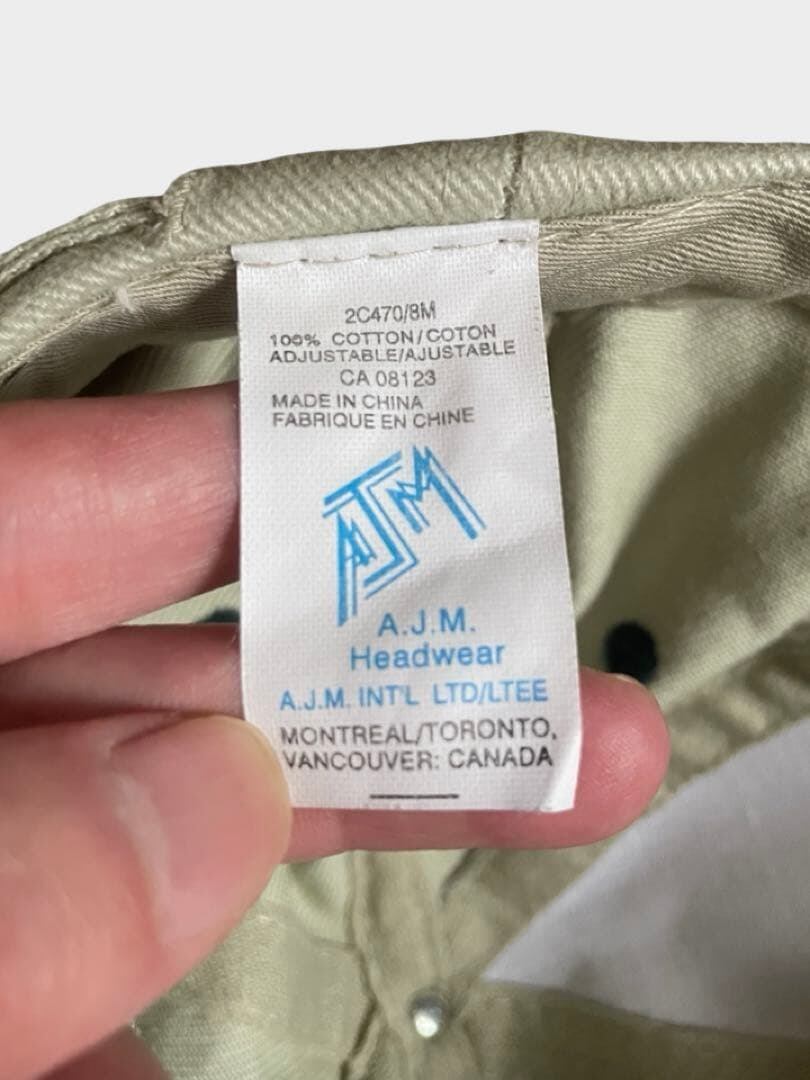 2C470/8M
100% COTTON/COTON
ADJUSTABLE/AJUSTABLE
CA 08123
MADE IN CHINA
FABRIQUE EN CHINE
AJM
A.J.M.
Headwear
A.J.M. INT'L LTD/LTEE
MONTREAL/TORONTO,
VANCOUVER: CANADA